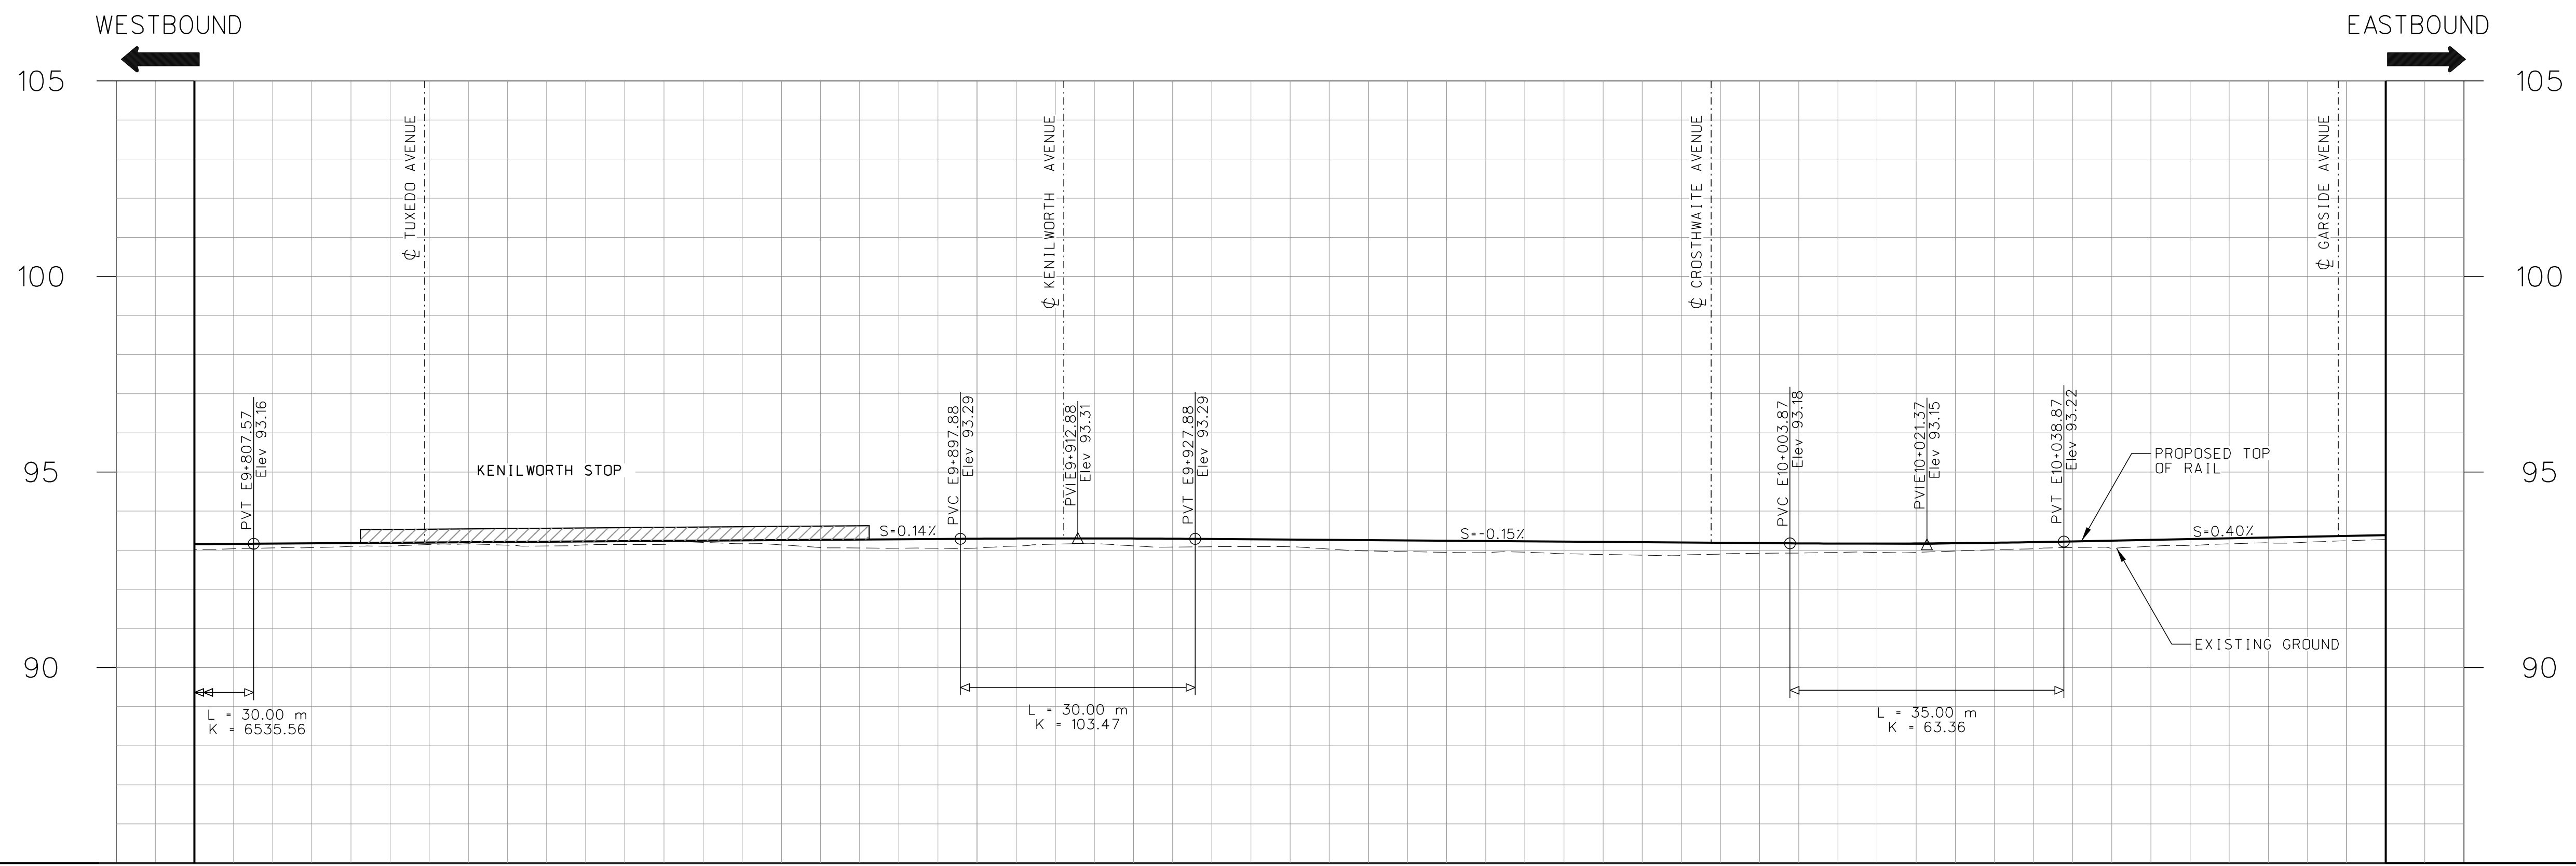 WESTBOUND
EASTBOUND
105
105
100
100
95
95
90
90
℄ TUXEDO AVENUE
℄ KENILWORTH AVENUE
℄ CROSTHWAITE AVENUE
℄ GARSIDE AVENUE
PVT E9+807.57
Elev 93.16
KENILWORTH STOP
S=0.14%
PVC E9+897.88
Elev 93.29
PVI E9+912.88
Elev 93.31
PVT E9+927.88
Elev 93.29
S=-0.15%
PVC E10+003.87
Elev 93.18
PVI E10+021.37
Elev 93.15
PVT E10+038.87
Elev 93.22
PROPOSED TOP
OF RAIL
S=0.40%
EXISTING GROUND
L = 30.00 m
K = 6535.56
L = 30.00 m
K = 103.47
L = 35.00 m
K = 63.36